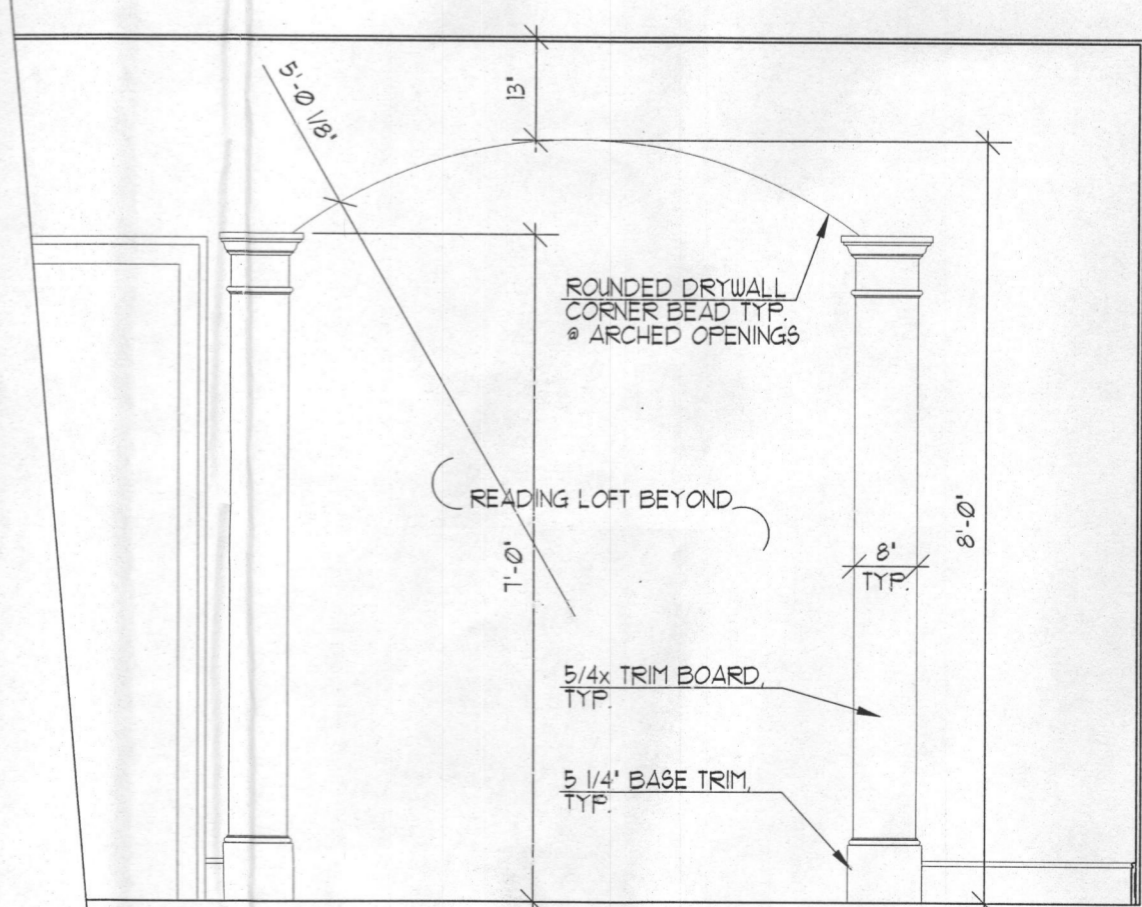 13"
5'-0 1/8"
ROUNDED DRYWALL
CORNER BEAD TYP.
@ ARCHED OPENINGS
READING LOFT BEYOND
7'-0"
8'-0"
8"
TYP.
5/4x TRIM BOARD,
TYP.
5 1/4" BASE TRIM,
TYP.